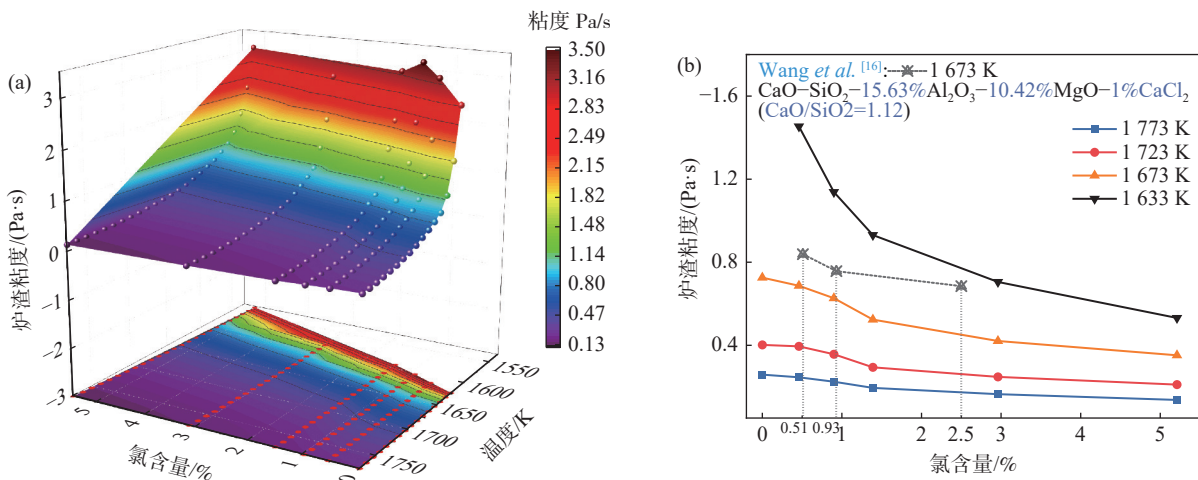 (a)
粘度 Pa/s
3.50
3.17
2.83
2.49
2.15
1.82
1.48
1.14
0.80
0.47
0.13
炉渣粘度/(Pa·s)
3
2
1
0
−1
−2
−3
5
4
3
2
1
0
氯含量/%
1550
1600
1650
1700
1750
温度/K
(b)
Wang et al. [16]: 1 673 K
CaO−SiO2−15.63%Al2O3−10.42%MgO−1%CaCl2
(CaO/SiO2=1.12)
1 773 K
1 723 K
1 673 K
1 633 K
炉渣粘度/(Pa·s)
−1.6
1.2
0.8
0.4
0 0.51 0.93 1 2 2.5 3 4 5
氯含量/%